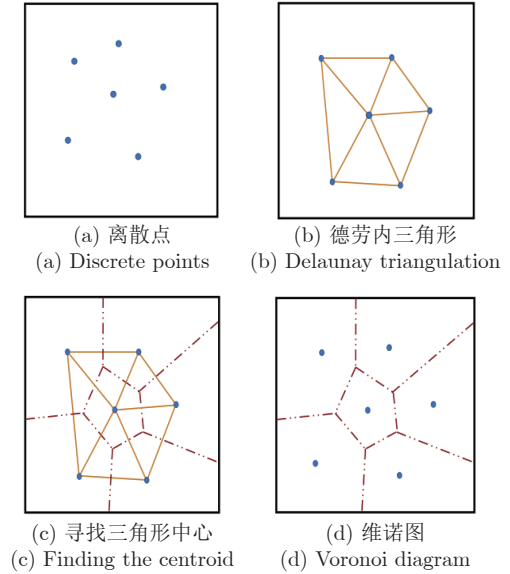 (a) 离散点
(a) Discrete points
(b) 德劳内三角形
(b) Delaunay triangulation
(c) 寻找三角形中心
(c) Finding the centroid
(d) 维诺图
(d) Voronoi diagram